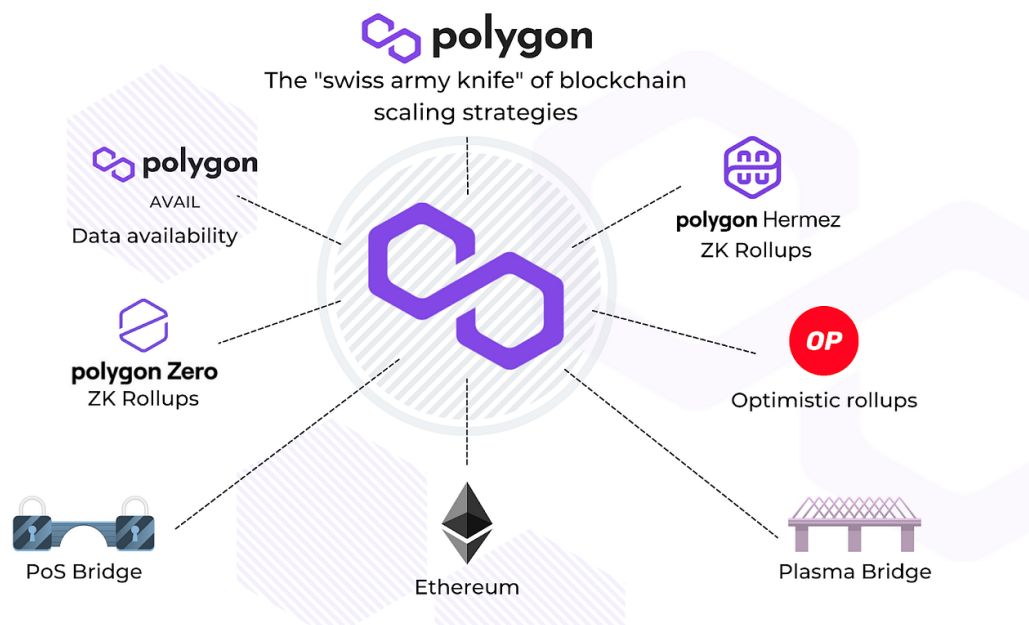 polygon
The "swiss army knife" of blockchain
scaling strategies
polygon
AVAIL
Data availability
polygon Hermez
ZK Rollups
polygon Zero
ZK Rollups
OP
Optimistic rollups
PoS Bridge
Ethereum
Plasma Bridge